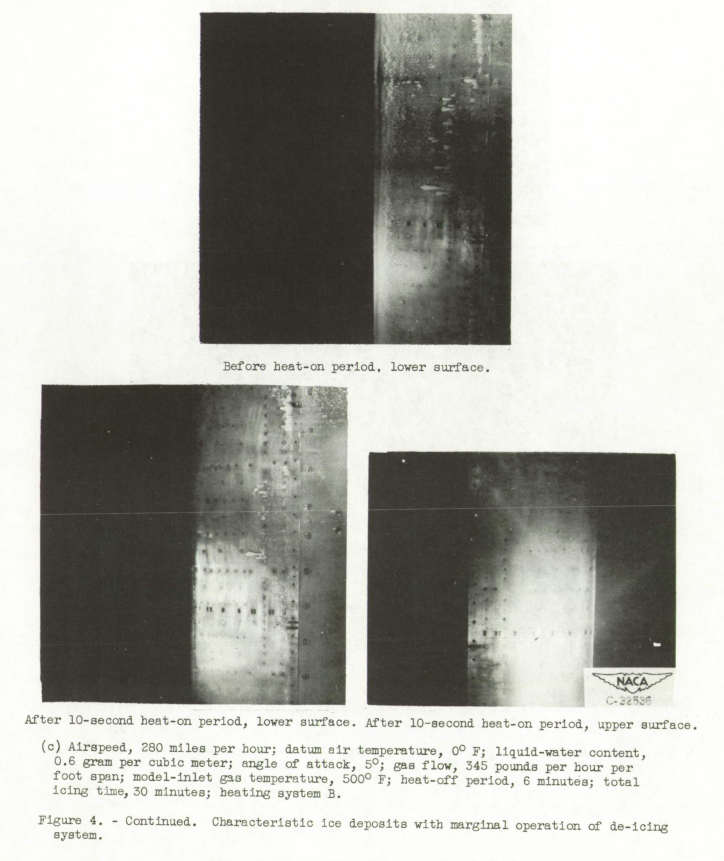 Before heat-on period, lower surface.
NACA
C-32536
After 10-second heat-on period, lower surface. After 10-second heat-on period, upper surface.
(c) Airspeed, 280 miles per hour; datum air temperature, 0° F; liquid-water content,
0.6 gram per cubic meter; angle of attack, 5°; gas flow, 345 pounds per hour per
foot span; model-inlet gas temperature, 500° F; heat-off period, 6 minutes; total
icing time, 30 minutes; heating system B.
Figure 4. - Continued. Characteristic ice deposits with marginal operation of de-icing
system.